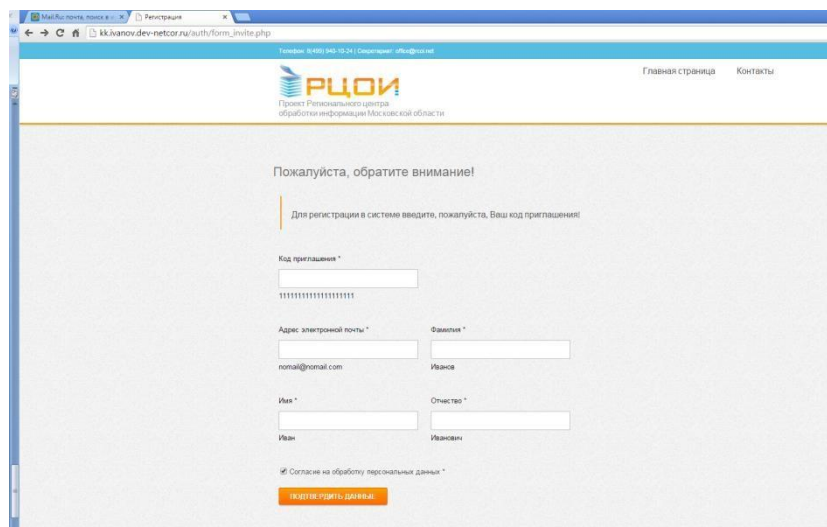 Mail.Ru: почта, поиск в
Регистрация
kk.ivanov.dev-netcor.ru/auth/form_invite.php
Телефон: 8(499) 940-10-24 | Секретариат: office@rcoi.net
РЦОИ
Проект Регионального центра
обработки информации Московской области
Главная страница Контакты
Пожалуйста, обратите внимание!
Для регистрации в системе введите, пожалуйста, Ваш код приглашения!
Код приглашения *
11111111111111111111
Адрес электронной почты * Фамилия *
nomail@nomail.com Иванов
Имя * Отчество *
Иван Иванович
Согласие на обработку персональных данных *
ПОДТВЕРДИТЬ ДАННЫЕ